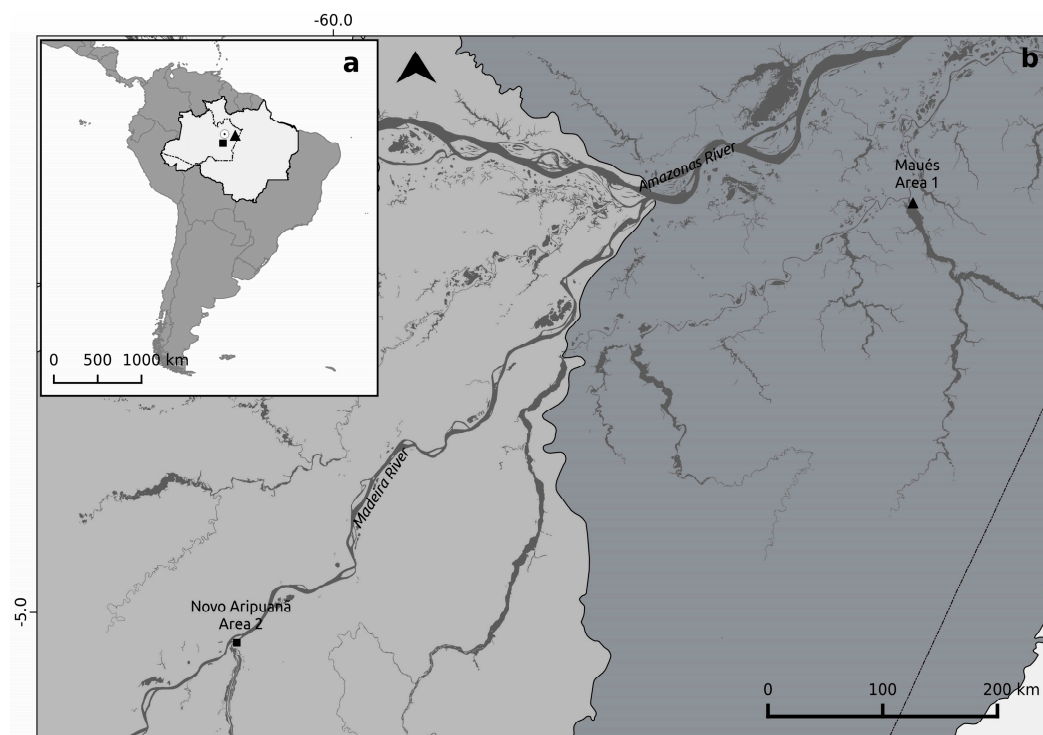 -60.0
a
b
0 500 1000 km
Amazonas River
Maués
Area 1
Madeira River
-5.0
Novo Aripuanã
Area 2
0 100 200 km